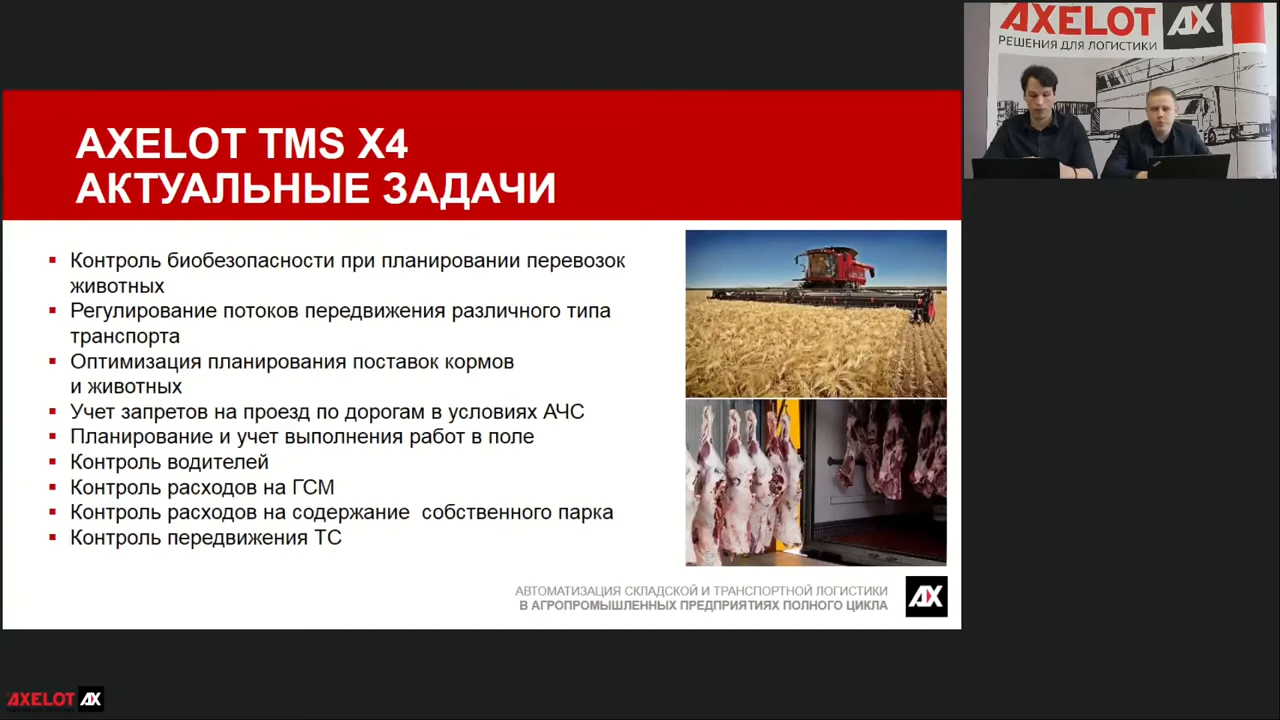 AXELOT TMS X4
АКТУАЛЬНЫЕ ЗАДАЧИ
Контроль биобезопасности при планировании перевозок
животных
Регулирование потоков передвижения различного типа
транспорта
Оптимизация планирования поставок кормов
и животных
Учет запретов на проезд по дорогам в условиях АЧС
Планирование и учет выполнения работ в поле
Контроль водителей
Контроль расходов на ГСМ
Контроль расходов на содержание собственного парка
Контроль передвижения ТС
АВТОМАТИЗАЦИЯ СКЛАДСКОЙ И ТРАНСПОРТНОЙ ЛОГИСТИКИ
В АГРОПРОМЫШЛЕННЫХ ПРЕДПРИЯТИЯХ ПОЛНОГО ЦИКЛА
AX
AXELOT AX
РЕШЕНИЯ ДЛЯ ЛОГИСТИКИ
AXELOT AX